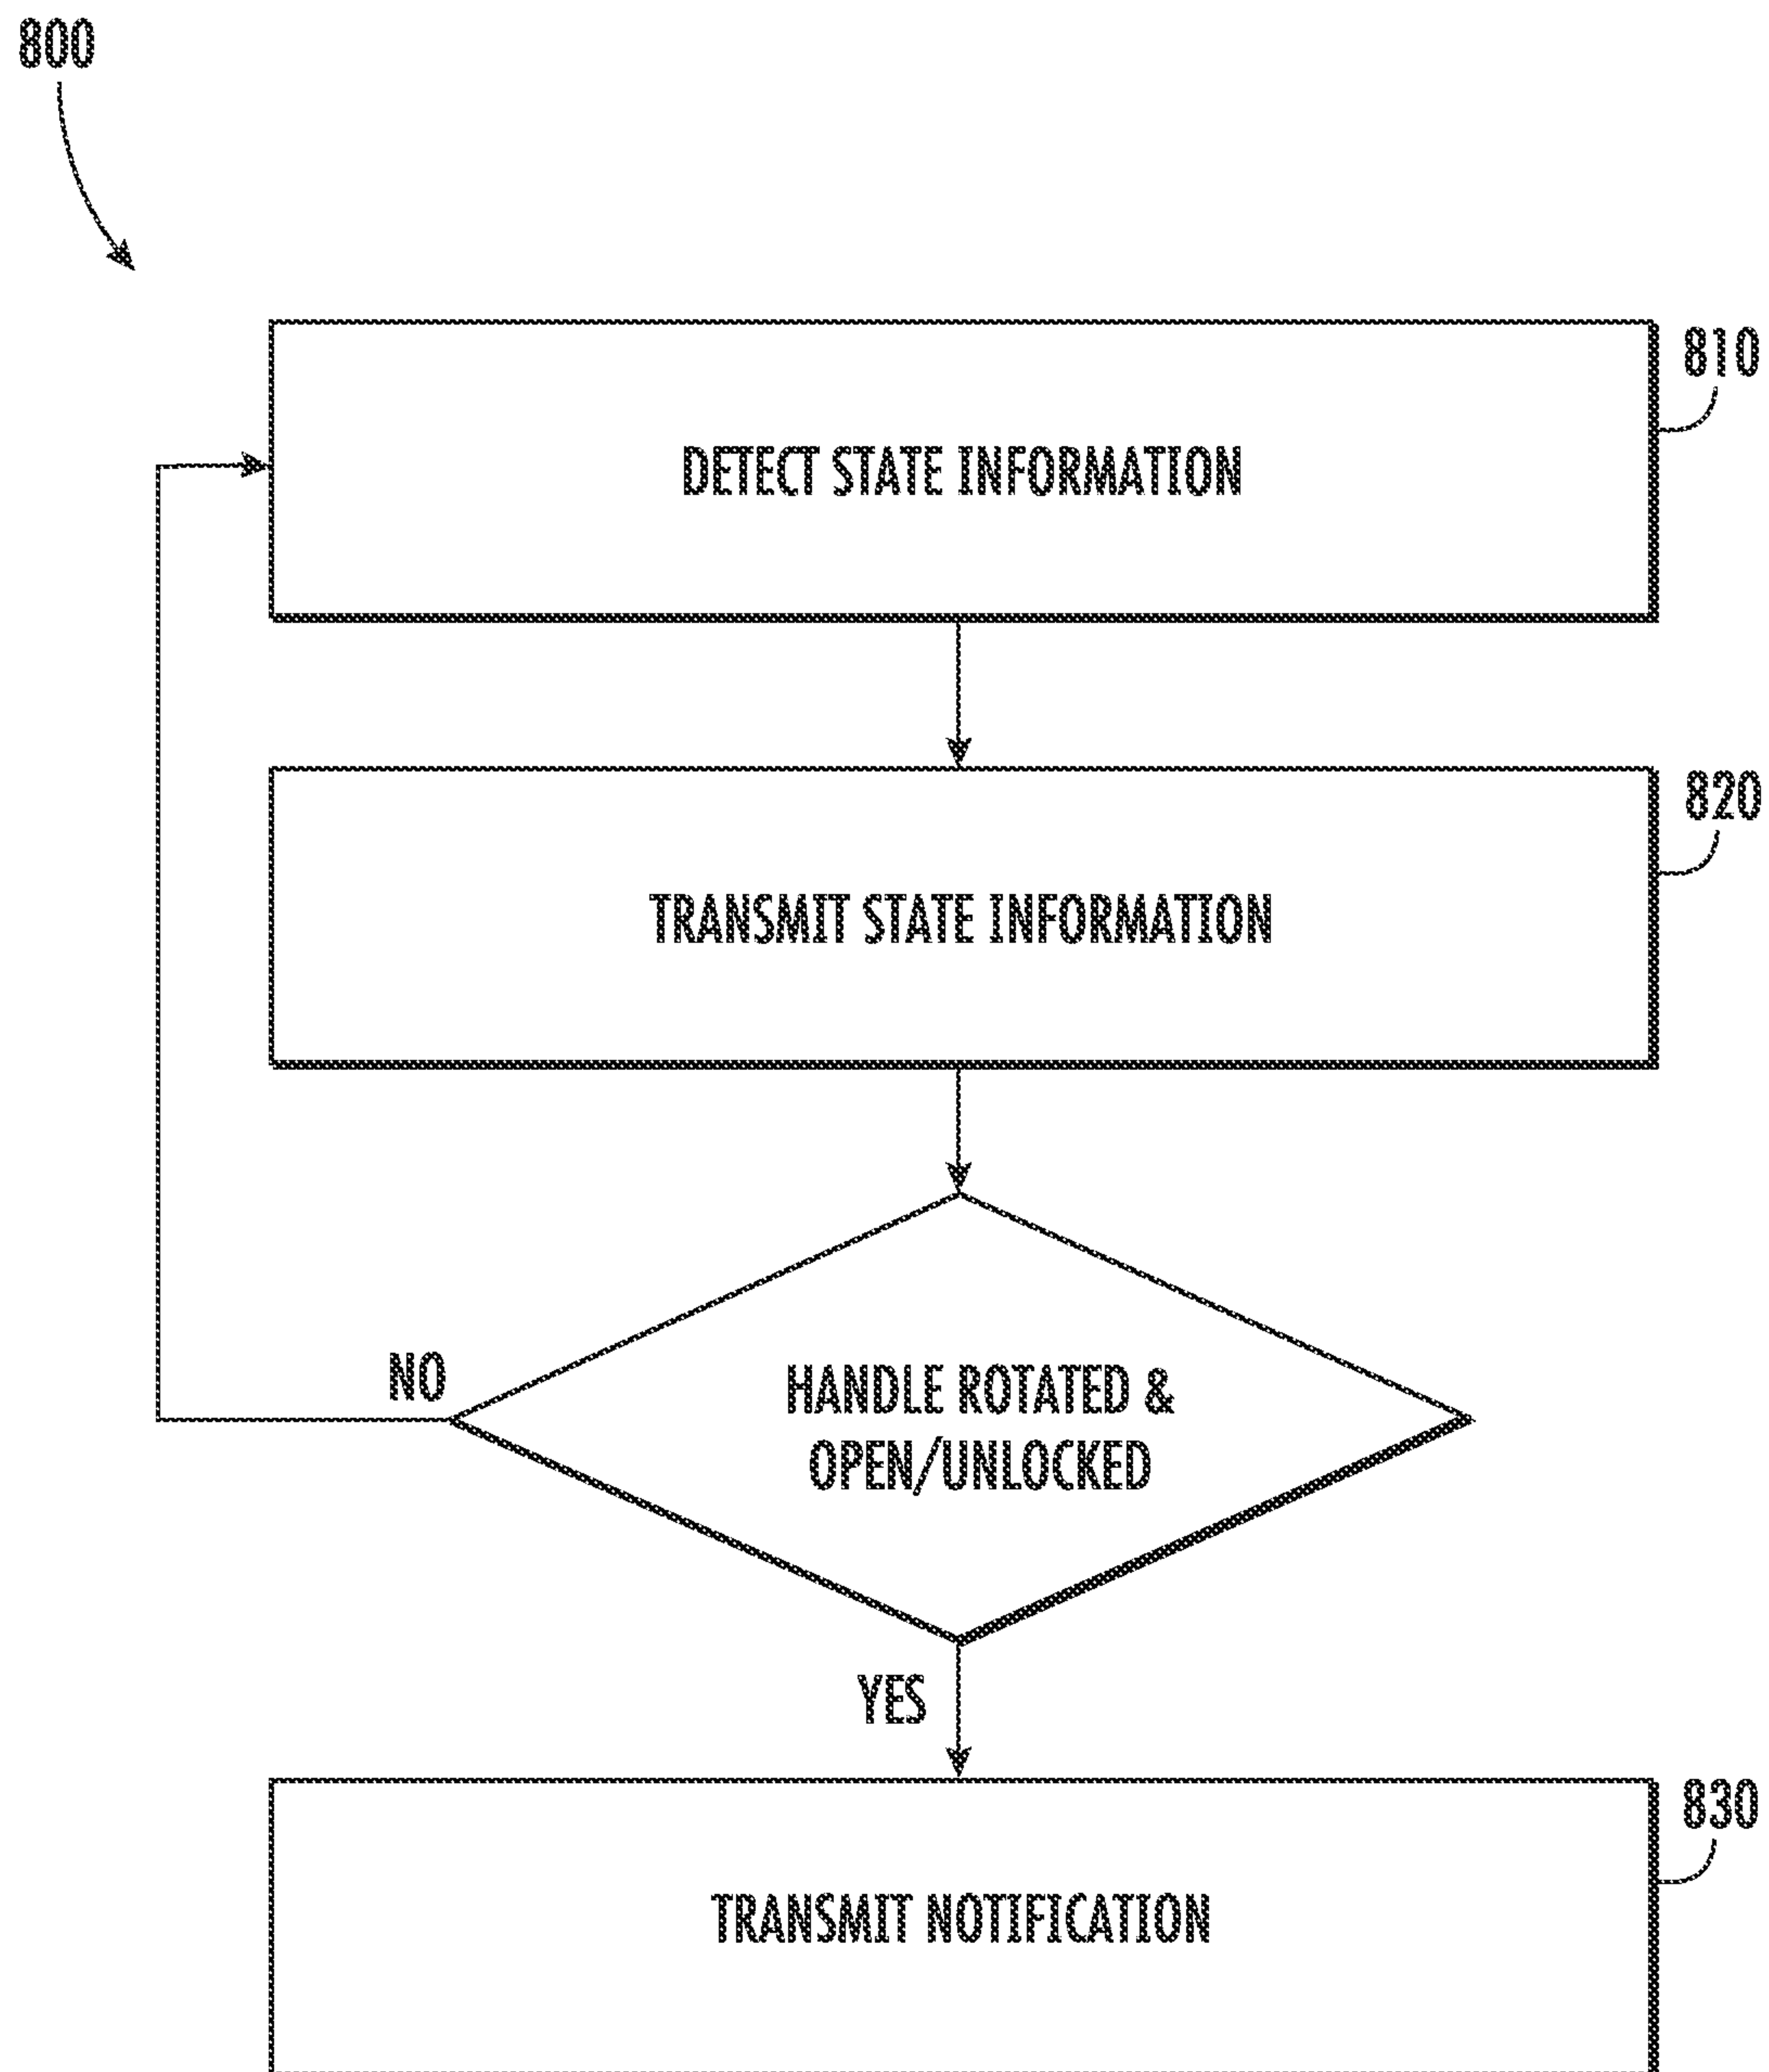 800
810
DETECT STATE INFORMATION
820
TRANSMIT STATE INFORMATION
NO
HANDLE ROTATED &
OPEN/UNLOCKED
YES
830
TRANSMIT NOTIFICATION